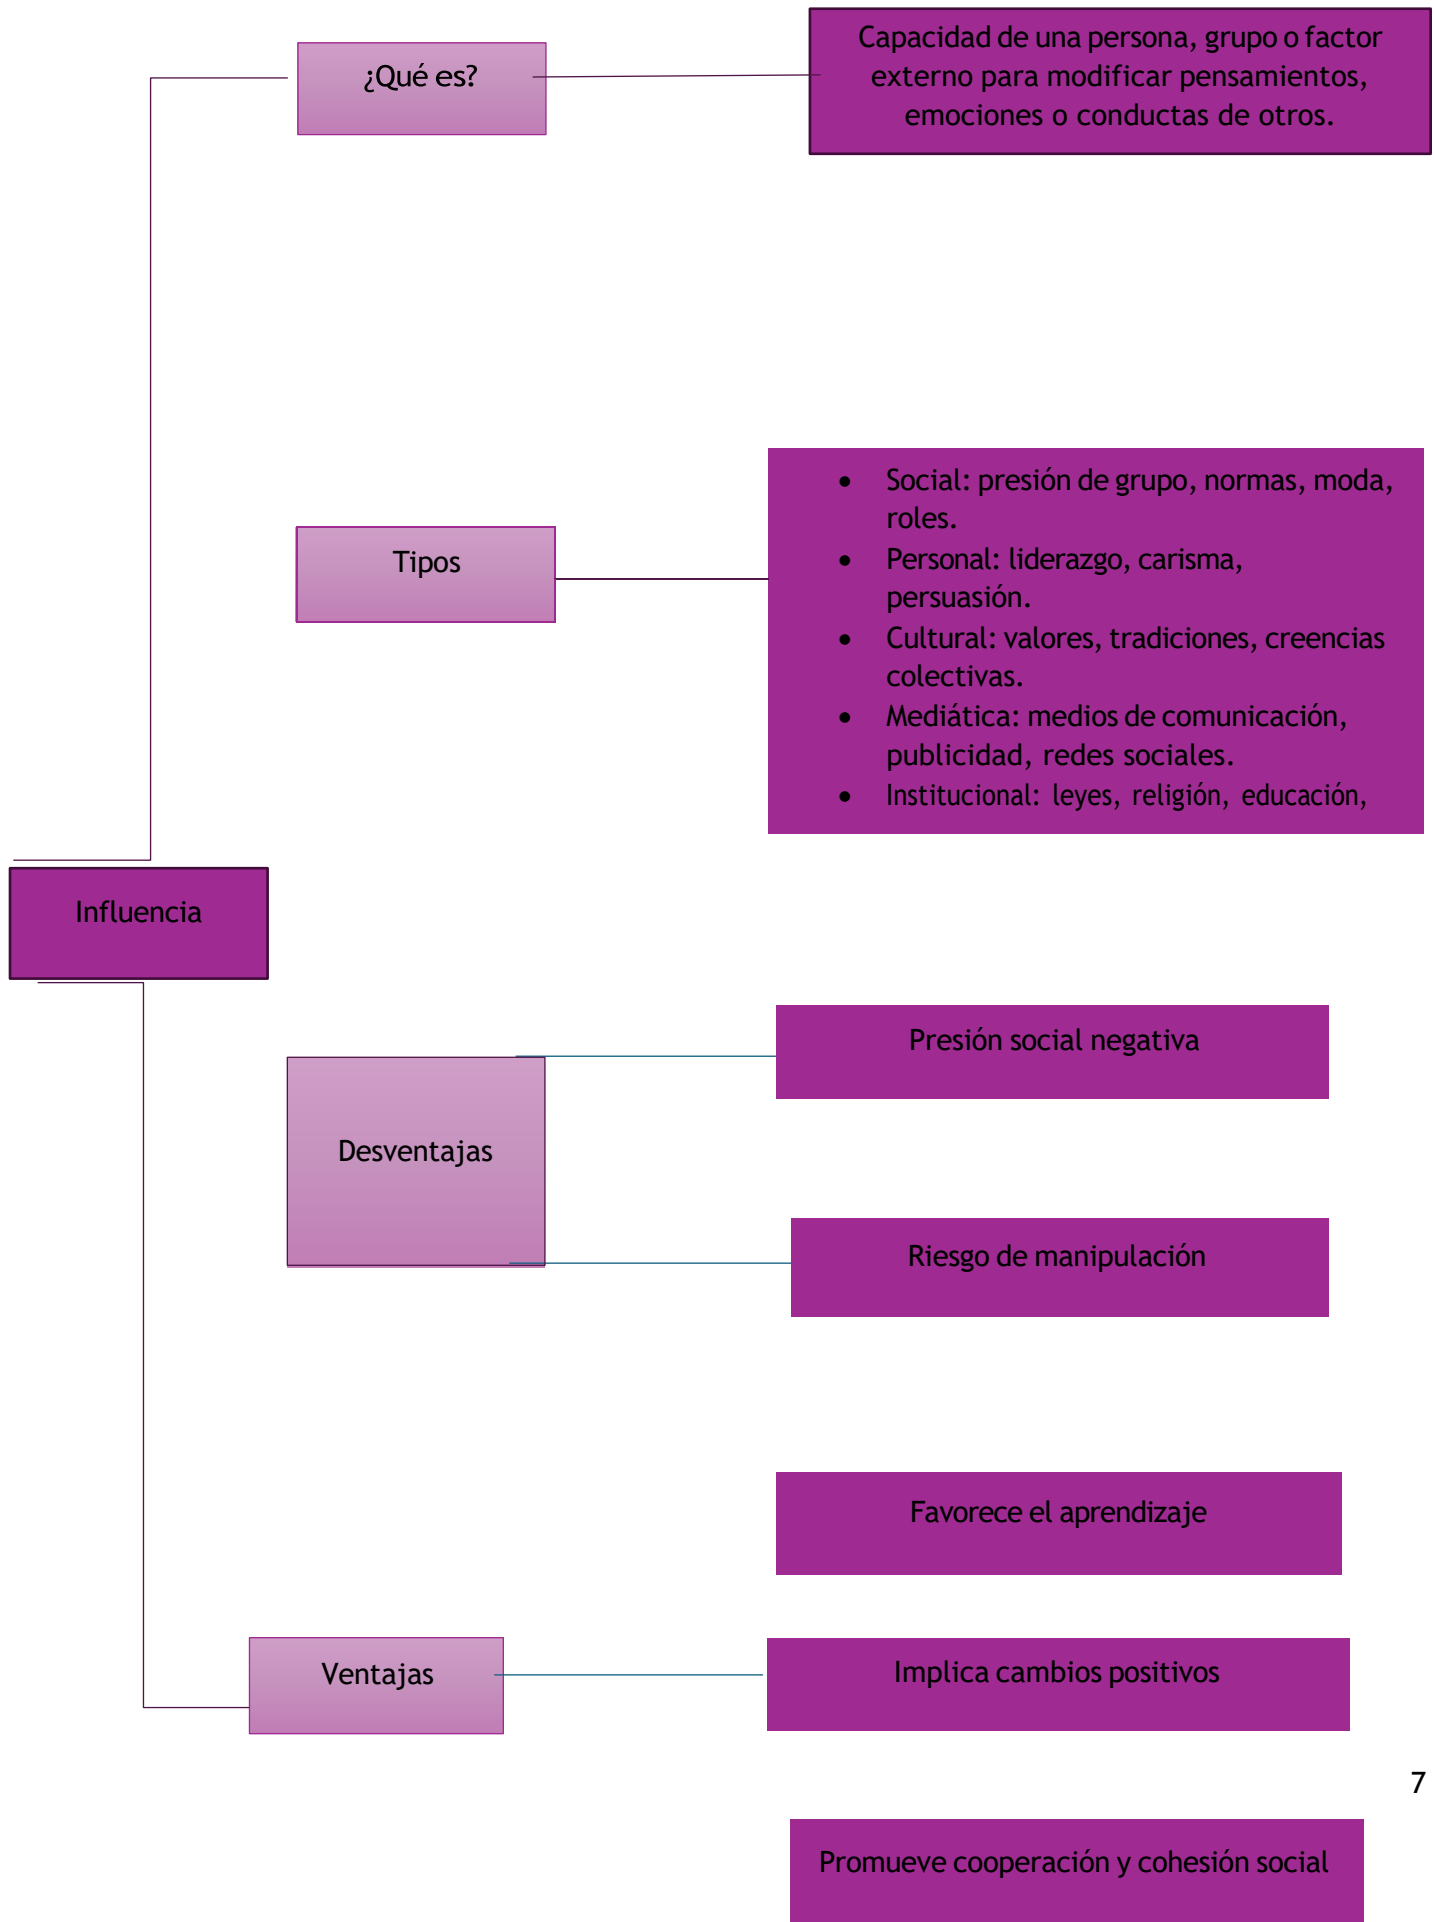 ¿Qué es?
Capacidad de una persona, grupo o factor
externo para modificar pensamientos,
emociones o conductas de otros.
Tipos
• Social: presión de grupo, normas, moda,
roles.
• Personal: liderazgo, carisma,
persuasión.
• Cultural: valores, tradiciones, creencias
colectivas.
• Mediática: medios de comunicación,
publicidad, redes sociales.
• Institucional: leyes, religión, educación,
Influencia
Desventajas
Presión social negativa
Riesgo de manipulación
Ventajas
Favorece el aprendizaje
Implica cambios positivos
Promueve cooperación y cohesión social
7